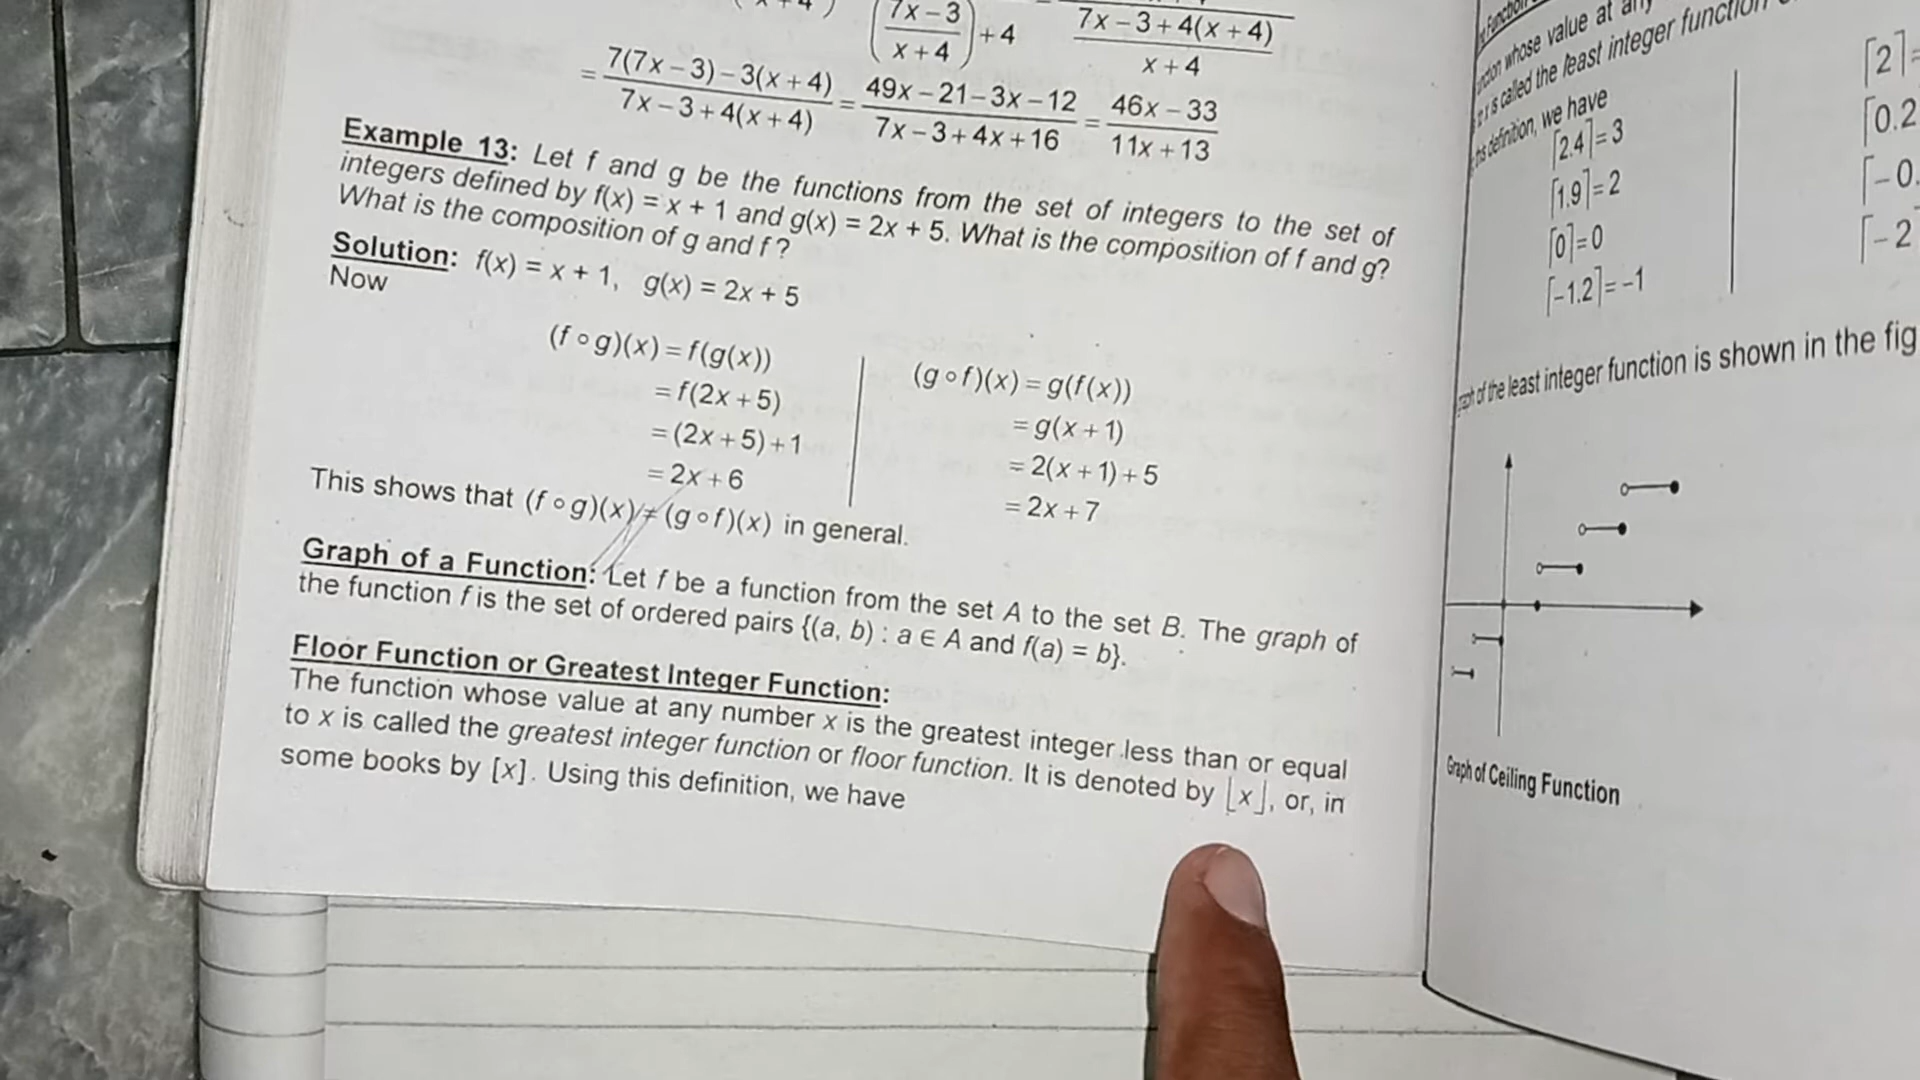 7x − 3
x + 4
+ 4
7x − 3 + 4(x + 4)
x + 4
= 7(7x − 3) − 3(x + 4) / 7x − 3 + 4(x + 4) = 49x − 21 − 3x − 12 / 7x − 3 + 4x + 16 = 46x − 33 / 11x + 13
Example 13: Let f and g be the functions from the set of integers to the set of
integers defined by f(x) = x + 1 and g(x) = 2x + 5. What is the composition of f and g?
What is the composition of g and f ?
Solution: f(x) = x + 1, g(x) = 2x + 5
Now
(f ∘ g)(x) = f(g(x))
= f(2x + 5)
= (2x + 5) + 1
= 2x + 6
(g ∘ f)(x) = g(f(x))
= g(x + 1)
= 2(x + 1) + 5
= 2x + 7
This shows that (f ∘ g)(x) ≠ (g ∘ f)(x) in general.
Graph of a Function: Let f be a function from the set A to the set B. The graph of
the function f is the set of ordered pairs {(a, b) : a ∈ A and f(a) = b}.
Floor Function or Greatest Integer Function:
The function whose value at any number x is the greatest integer less than or equal
to x is called the greatest integer function or floor function. It is denoted by ⌊x⌋, or, in
some books by [x]. Using this definition, we have
whose value at any
is called the least integer function
definition, we have
⌈2.4⌉ = 3
⌈1.9⌉ = 2
⌈0⌉ = 0
⌈−1.2⌉ = −1
⌈2⌉ =
⌈0.2
⌈−0.
⌈−2
of the least integer function is shown in the fig
Graph of Ceiling Function